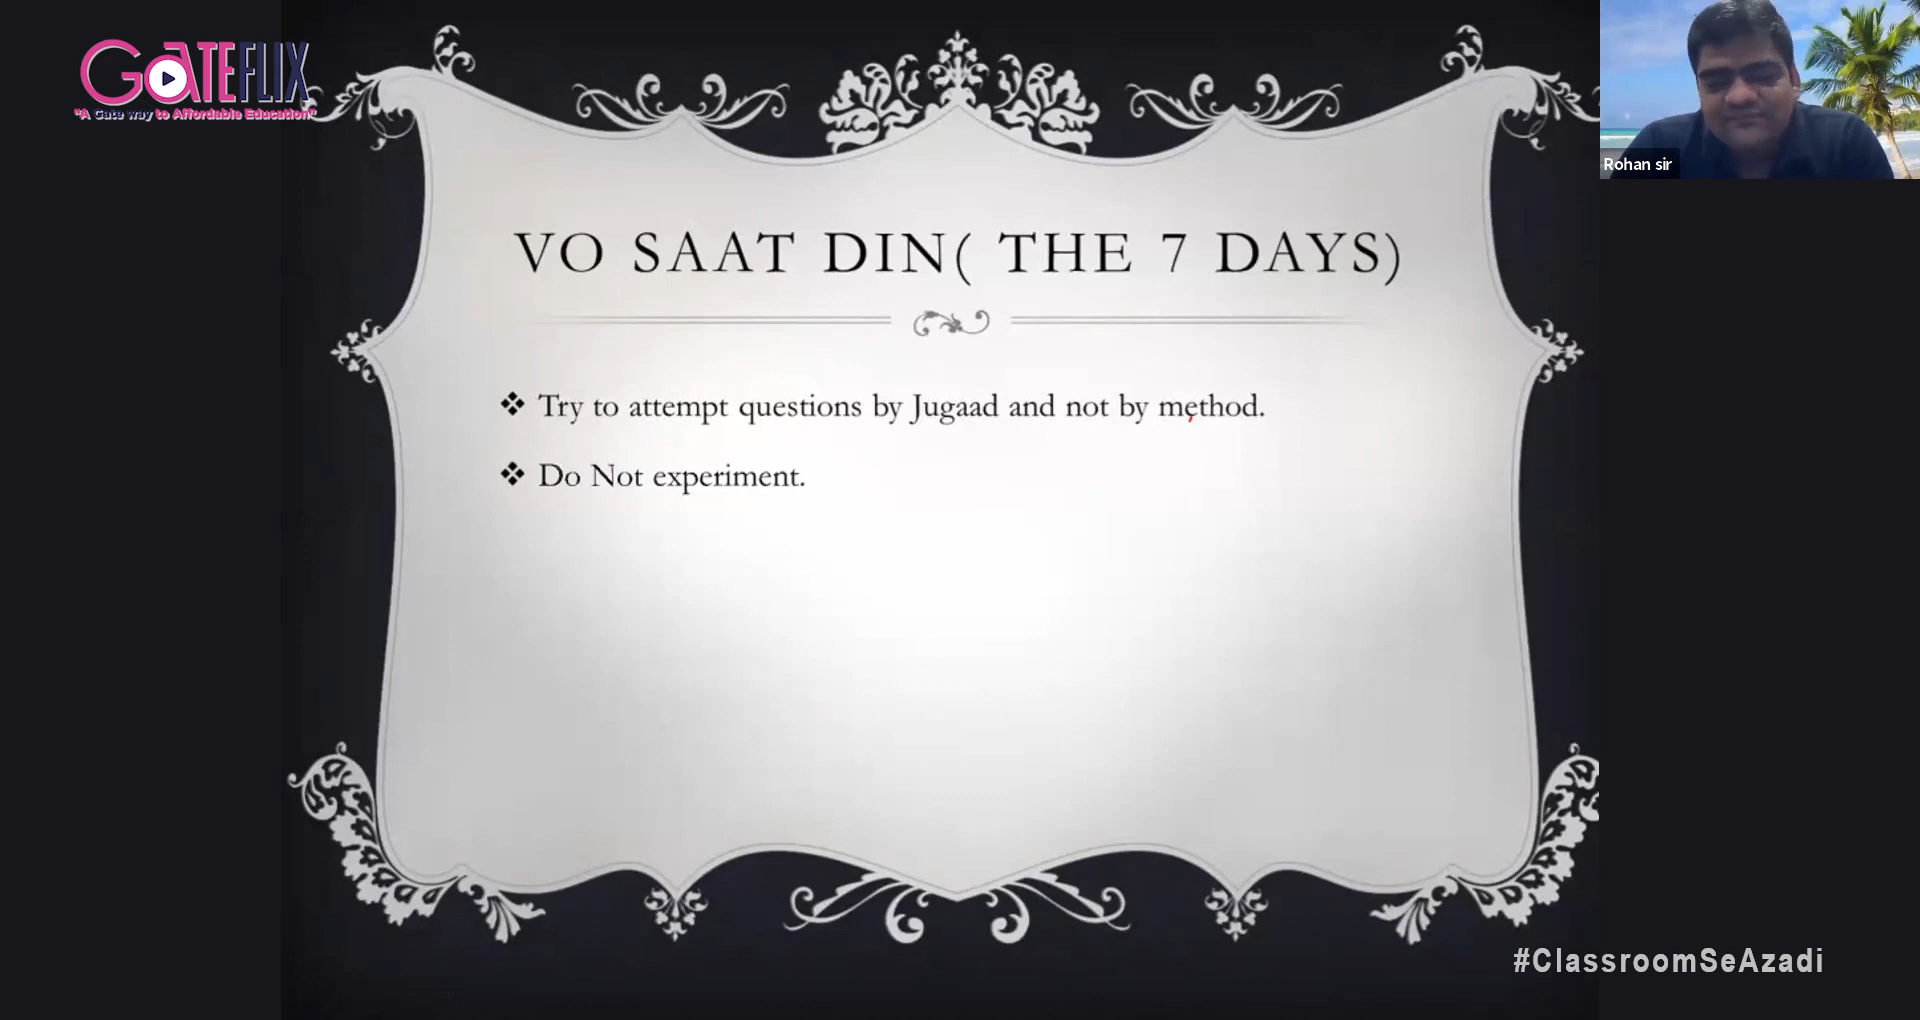 GATEFLIX
"A Gate way to Affordable Education"
Rohan sir
VO SAAT DIN( THE 7 DAYS)
Try to attempt questions by Jugaad and not by method.
Do Not experiment.
#ClassroomSeAzadi